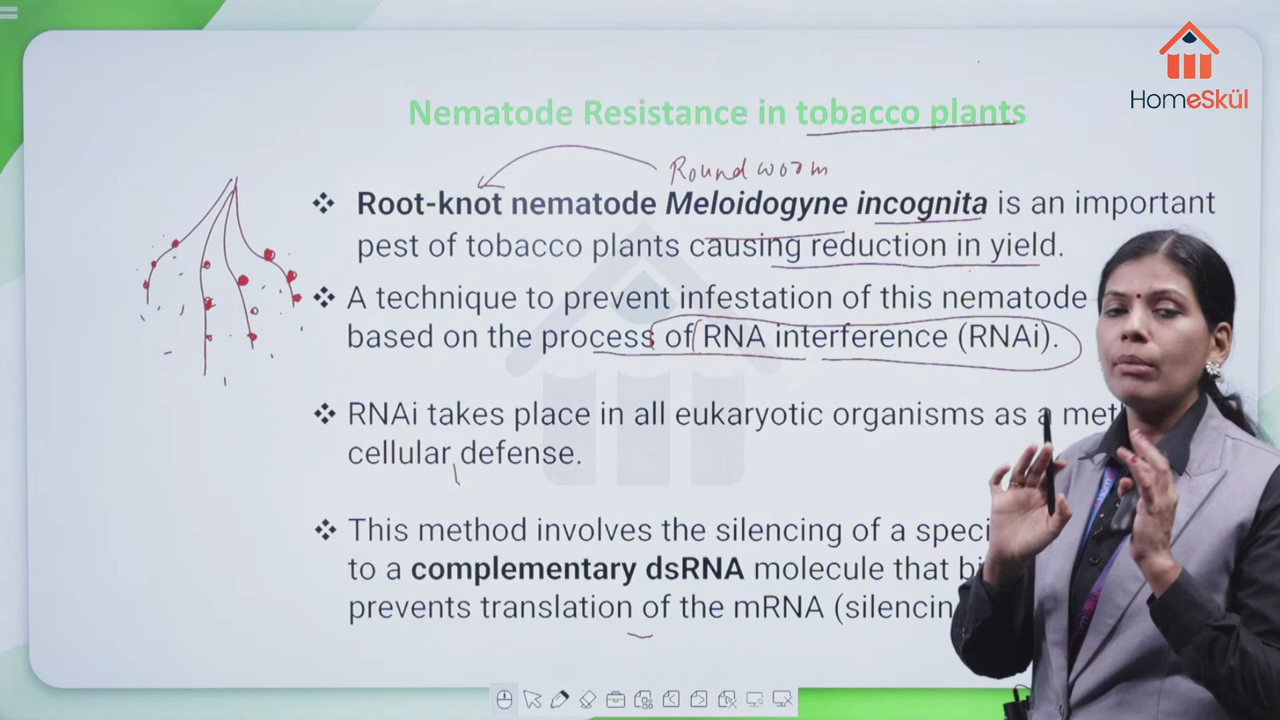 HomeSkül
Nematode Resistance in tobacco plants
Round worm
Root-knot nematode Meloidogyne incognita is an important
pest of tobacco plants causing reduction in yield.
A technique to prevent infestation of this nematode
based on the process of RNA interference (RNAi).
RNAi takes place in all eukaryotic organisms as a
cellular defense.
This method involves the silencing of a
to a complementary dsRNA molecule that
prevents translation of the mRNA